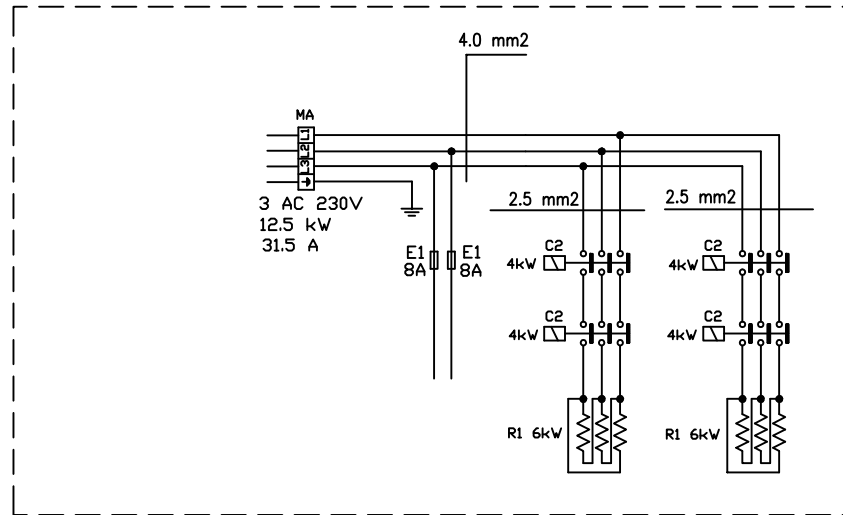 4.0 mm2
MA
L1
L2
L3
3 AC 230V
12.5 kW
31.5 A
2.5 mm2
2.5 mm2
E1
8A
E1
8A
C2
4kW
C2
4kW
C2
4kW
C2
4kW
R1 6kW
R1 6kW